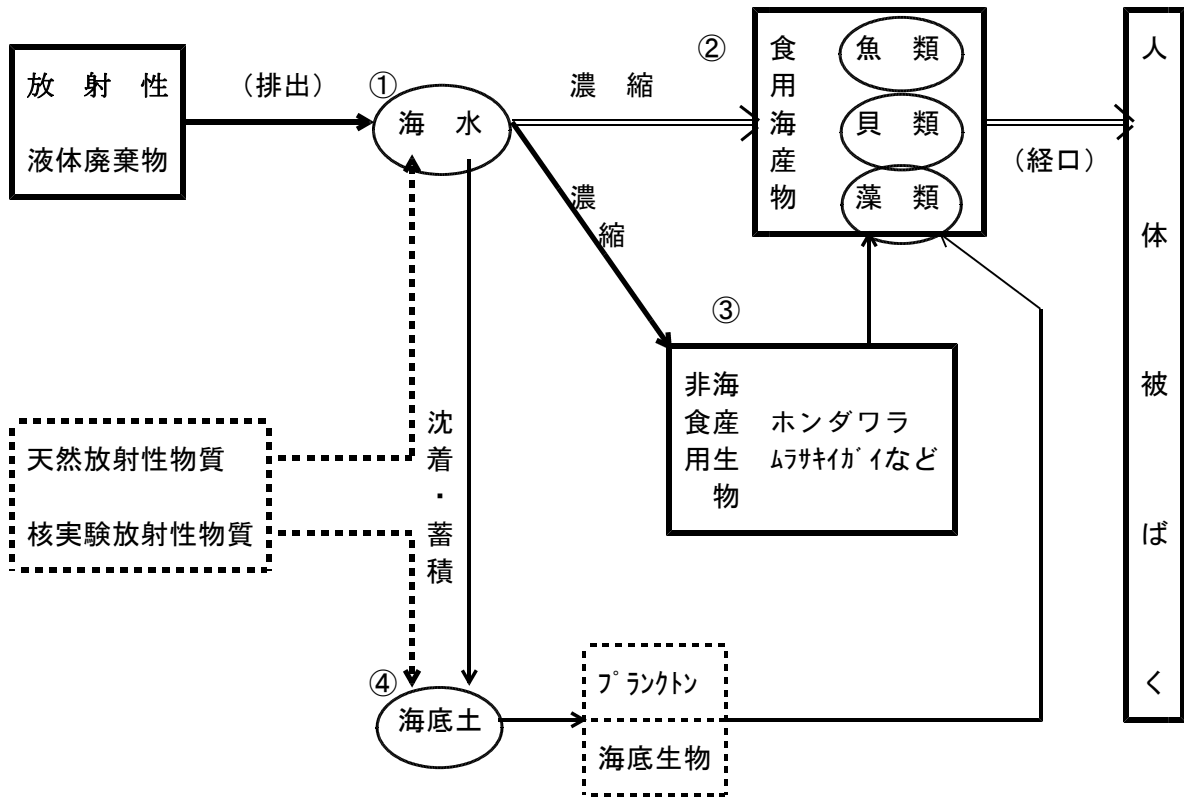 放 射 性
液体廃棄物
(排出)
①
海 水
濃 縮
②
食用海産物
魚 類
貝 類
藻 類
(経口)
人体被ばく
濃縮
③
非食用
海産生物
ホンダワラ
ムラサキイガイなど
天然放射性物質
核実験放射性物質
沈着・蓄積
④
海底土
プランクトン
海底生物